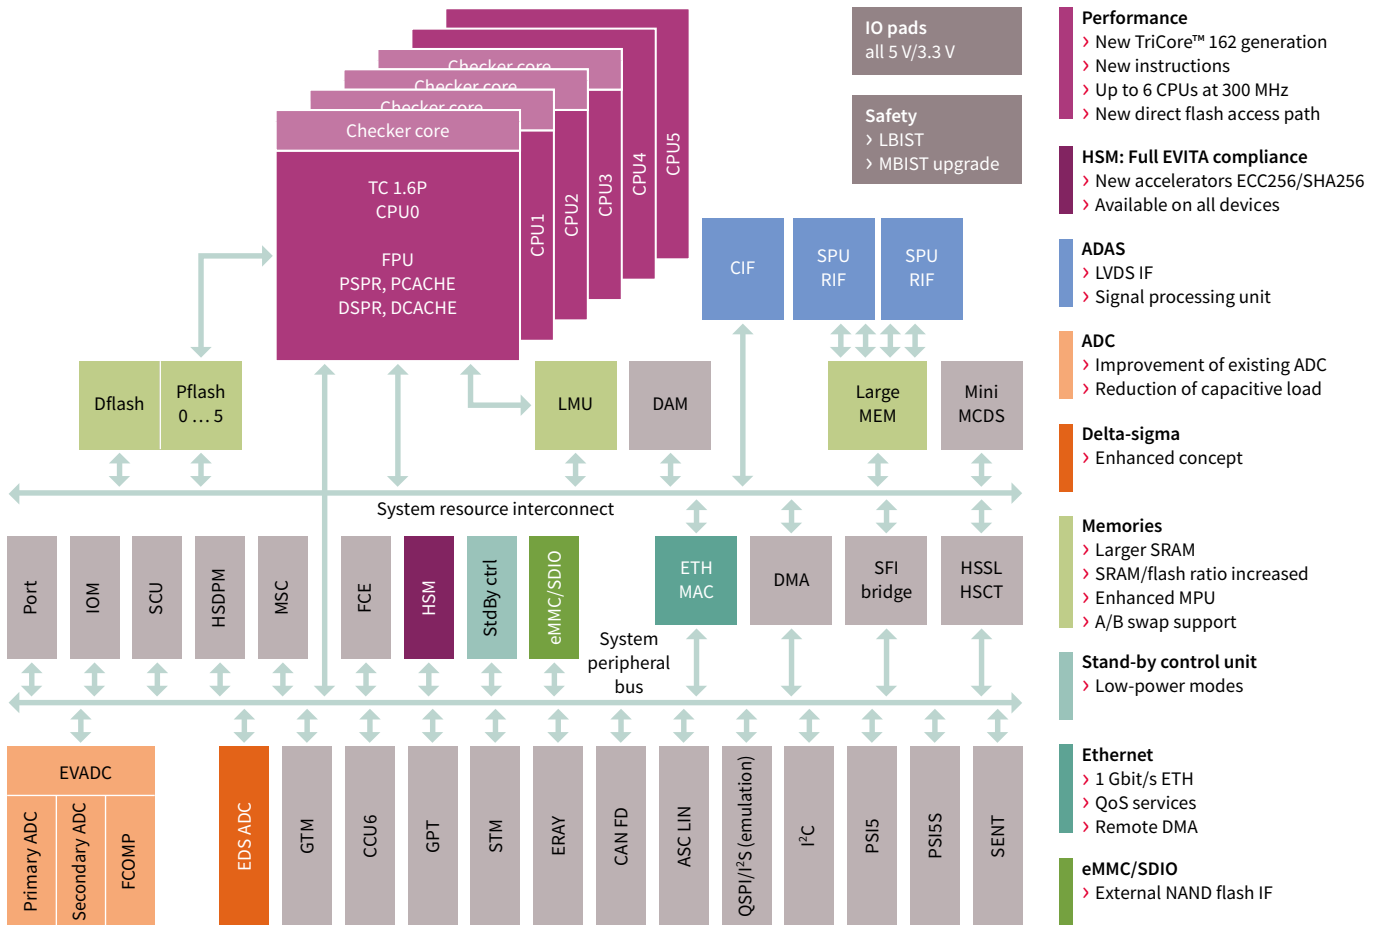 Checker core
Checker core
Checker core
Checker core
TC 1.6P
CPU0
FPU
PSPR, PCACHE
DSPR, DCACHE
CPU1
CPU2
CPU3
CPU4
CPU5
IO pads
all 5 V/3.3 V
Safety
› LBIST
› MBIST upgrade
CIF
SPU
RIF
SPU
RIF
Dflash
Pflash
0 … 5
LMU
DAM
Large
MEM
Mini
MCDS
System resource interconnect
Port
IOM
SCU
HSDPM
MSC
FCE
HSM
StdBy ctrl
eMMC/SDIO
ETH
MAC
DMA
SFI
bridge
HSSL
HSCT
System
peripheral
bus
EVADC
Primary ADC
Secondary ADC
FCOMP
EDS ADC
GTM
CCU6
GPT
STM
ERAY
CAN FD
ASC LIN
QSPI/I²S (emulation)
I²C
PSI5
PSI5S
SENT
Performance
› New TriCore™ 162 generation
› New instructions
› Up to 6 CPUs at 300 MHz
› New direct flash access path
HSM: Full EVITA compliance
› New accelerators ECC256/SHA256
› Available on all devices
ADAS
› LVDS IF
› Signal processing unit
ADC
› Improvement of existing ADC
› Reduction of capacitive load
Delta-sigma
› Enhanced concept
Memories
› Larger SRAM
› SRAM/flash ratio increased
› Enhanced MPU
› A/B swap support
Stand-by control unit
› Low-power modes
Ethernet
› 1 Gbit/s ETH
› QoS services
› Remote DMA
eMMC/SDIO
› External NAND flash IF